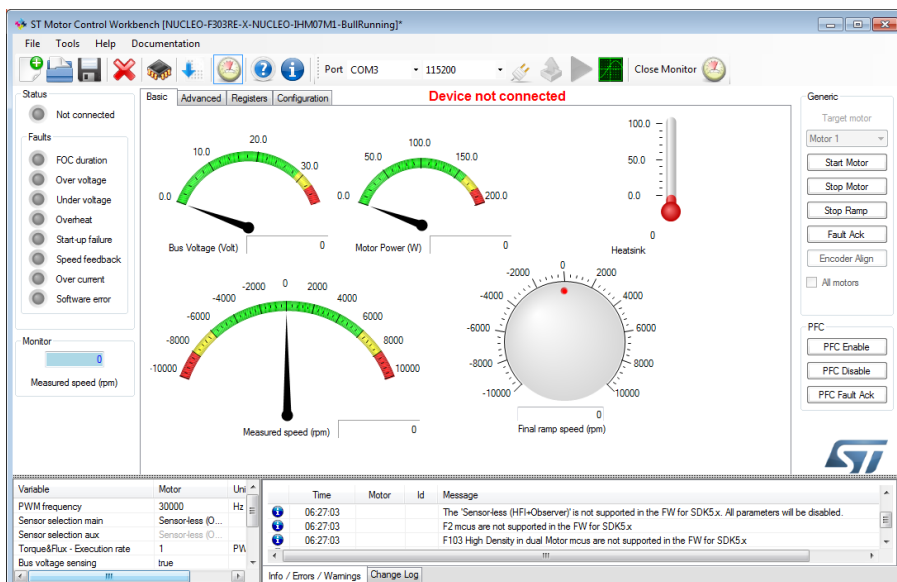 ST Motor Control Workbench [NUCLEO-F303RE-X-NUCLEO-IHM07M1-BullRunning]*
File Tools Help Documentation
Port COM3 115200 Close Monitor
Status
Not connected
Faults
FOC duration
Over voltage
Under voltage
Overheat
Start-up failure
Speed feedback
Over current
Software error
Monitor
0
Measured speed (rpm)
Basic Advanced Registers Configuration
Device not connected
0.0 10.0 20.0 30.0
Bus Voltage (Volt) 0
0.0 50.0 100.0 150.0 200.0
Motor Power (W) 0
100.0
50.0
0.0
0
Heatsink
-10000 -8000 -6000 -4000 -2000 0 2000 4000 6000 8000 10000
Measured speed (rpm) 0
-10000 -8000 -6000 -4000 -2000 0 2000 4000 6000 8000 10000
0
Final ramp speed (rpm)
Generic
Target motor
Motor 1
Start Motor
Stop Motor
Stop Ramp
Fault Ack
Encoder Align
All motors
PFC
PFC Enable
PFC Disable
PFC Fault Ack
ST
Variable Motor Uni
PWM frequency 30000 Hz
Sensor selection main Sensor-less (O...
Sensor selection aux Sensor-less (O...
Torque&Flux - Execution rate 1 PW
Bus voltage sensing true
Time Motor Id Message
06:27:03 The 'Sensor-less (HFI+Observer)' is not supported in the FW for SDK5.x. All parameters will be disabled.
06:27:03 F2 mcus are not supported in the FW for SDK5.x
06:27:03 F103 High Density in dual Motor mcus are not supported in the FW for SDK5.x
Info / Errors / Warnings Change Log